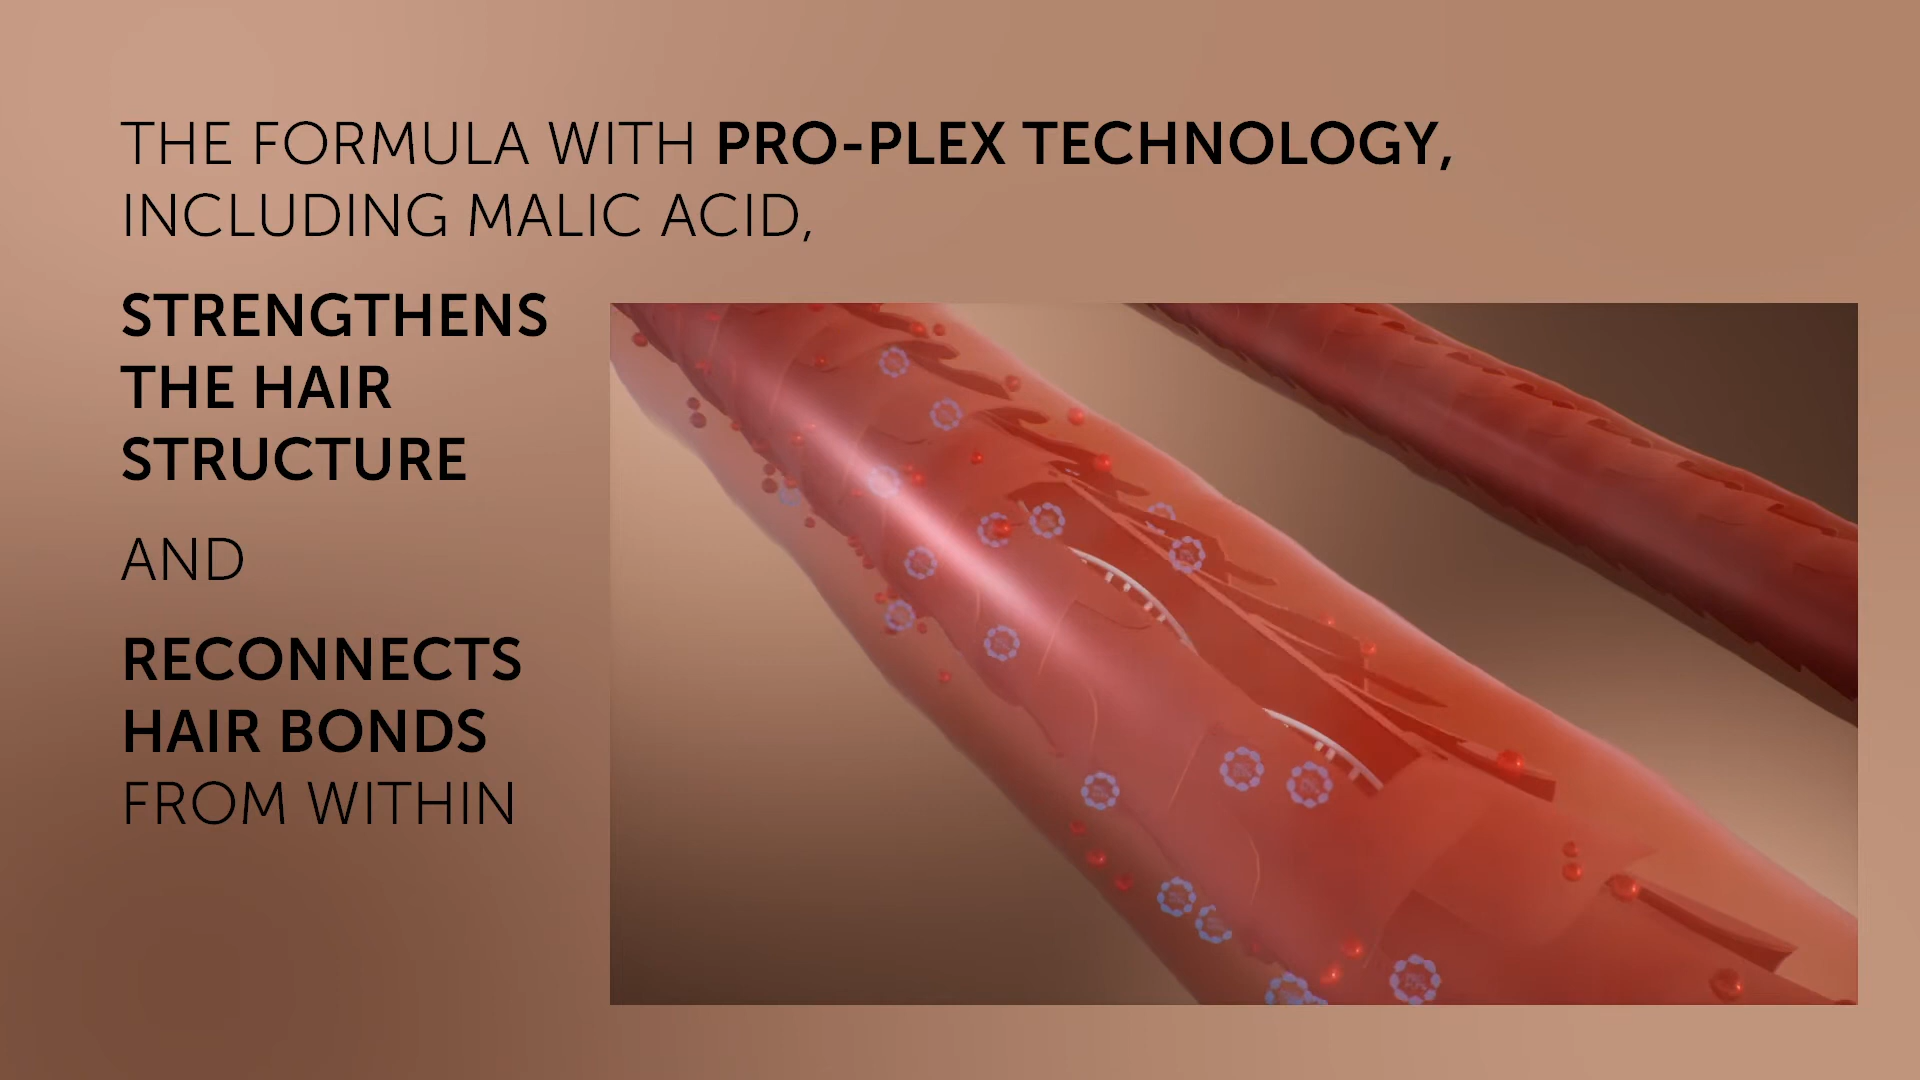 THE FORMULA WITH PRO-PLEX TECHNOLOGY,
INCLUDING MALIC ACID,
STRENGTHENS
THE HAIR
STRUCTURE
AND
RECONNECTS
HAIR BONDS
FROM WITHIN